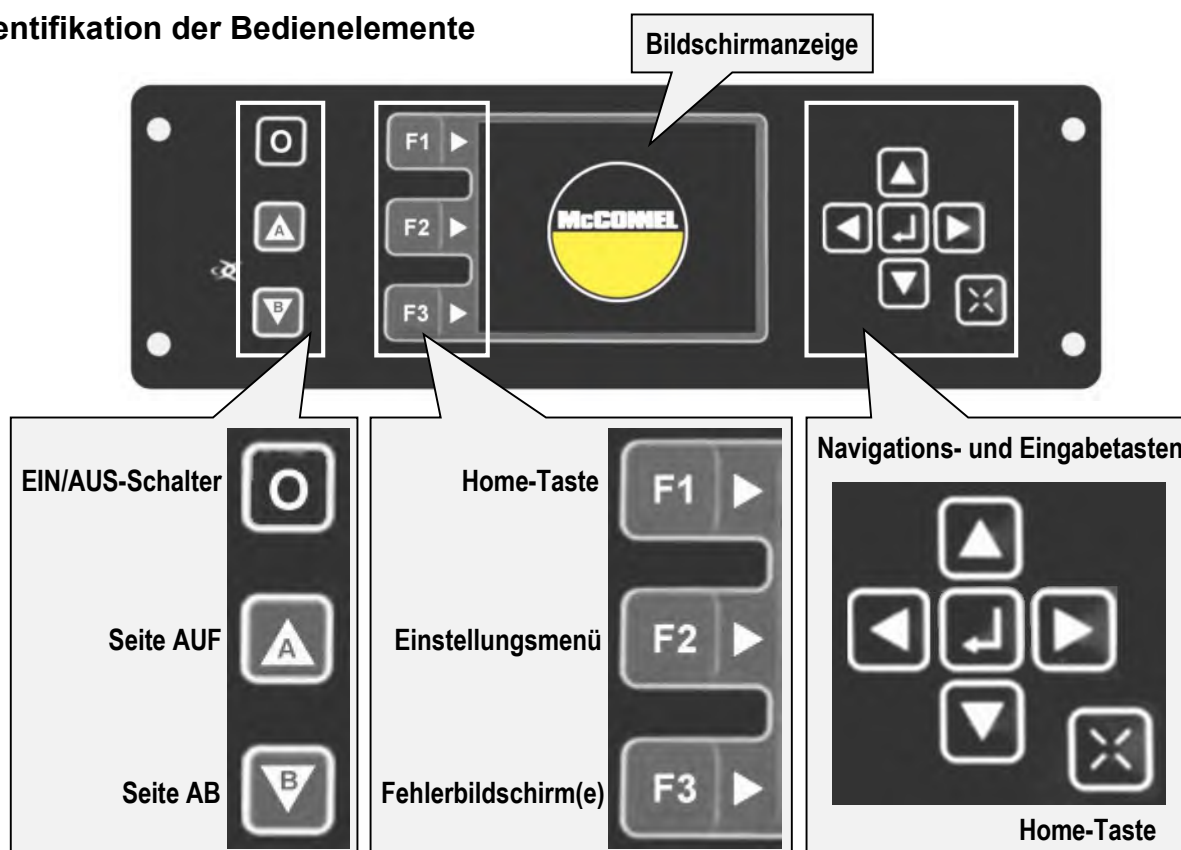 entifikation der Bedienelemente
Bildschirmanzeige
O
A
B
F1
F2
F3
McCONNEL
EIN/AUS-Schalter
O
Seite AUF
A
Seite AB
B
Home-Taste
F1
Einstellungsmenü
F2
Fehlerbildschirm(e)
F3
Navigations- und Eingabetasten
Home-Taste